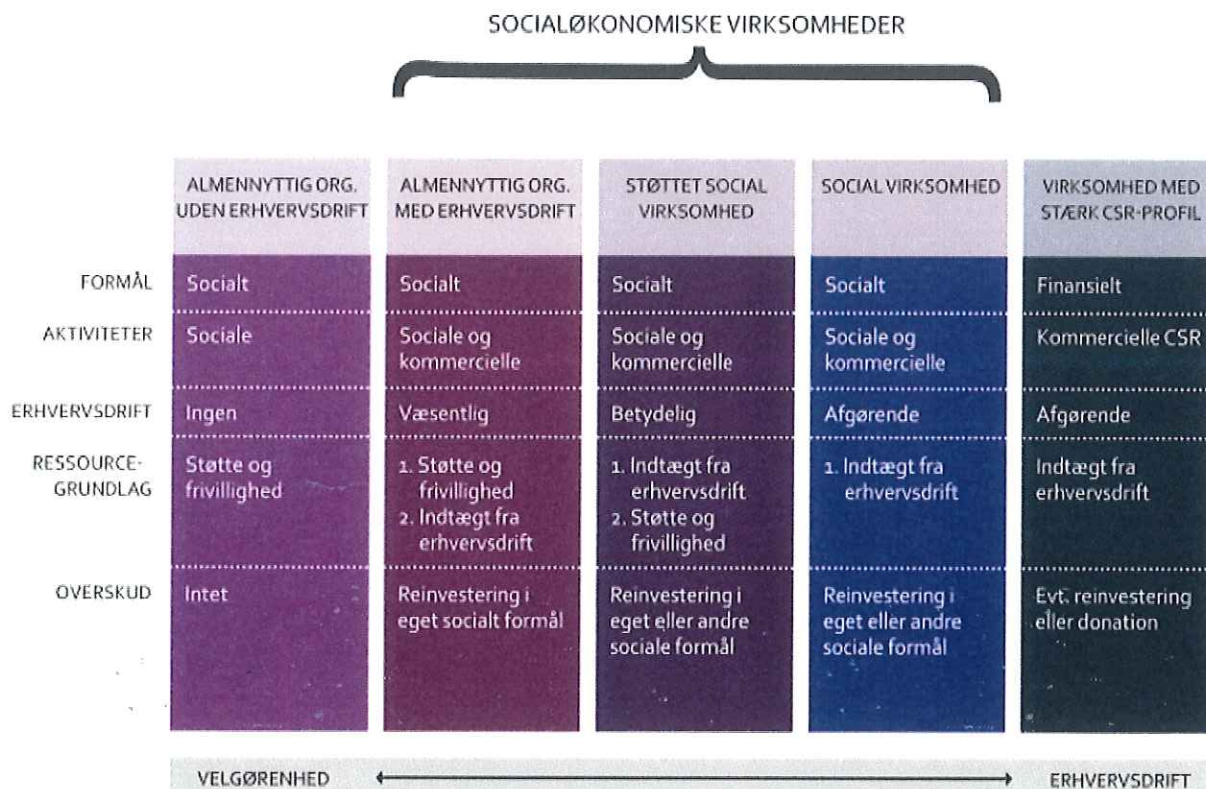 SOCIALØKONOMISKE VIRKSOMHEDER
ALMENNYTTIG ORG.
UDEN ERHVERVSDRIFT
ALMENNYTTIG ORG.
MED ERHVERVSDRIFT
STØTTET SOCIAL
VIRKSOMHED
SOCIAL VIRKSOMHED
VIRKSOMHED MED
STÆRK CSR-PROFIL
FORMÅL
Socialt
Socialt
Socialt
Socialt
Finansielt
AKTIVITETER
Sociale
Sociale og
kommercielle
Sociale og
kommercielle
Sociale og
kommercielle
Kommercielle CSR
ERHVERVSDRIFT
Ingen
Væsentlig
Betydelig
Afgørende
Afgørende
RESSOURCE-
GRUNDLAG
Støtte og
frivillighed
1. Støtte og
frivillighed
2. Indtægt fra
erhvervsdrift
1. Indtægt fra
erhvervsdrift
2. Støtte og
frivillighed
1. Indtægt fra
erhvervsdrift
Indtægt fra
erhvervsdrift
OVERSKUD
Intet
Reinvestering i
eget socialt formål
Reinvestering i
eget eller andre
sociale formål
Reinvestering i
eget eller andre
sociale formål
Evt. reinvestering
eller donation
VELGØRENHED
ERHVERVSDRIFT